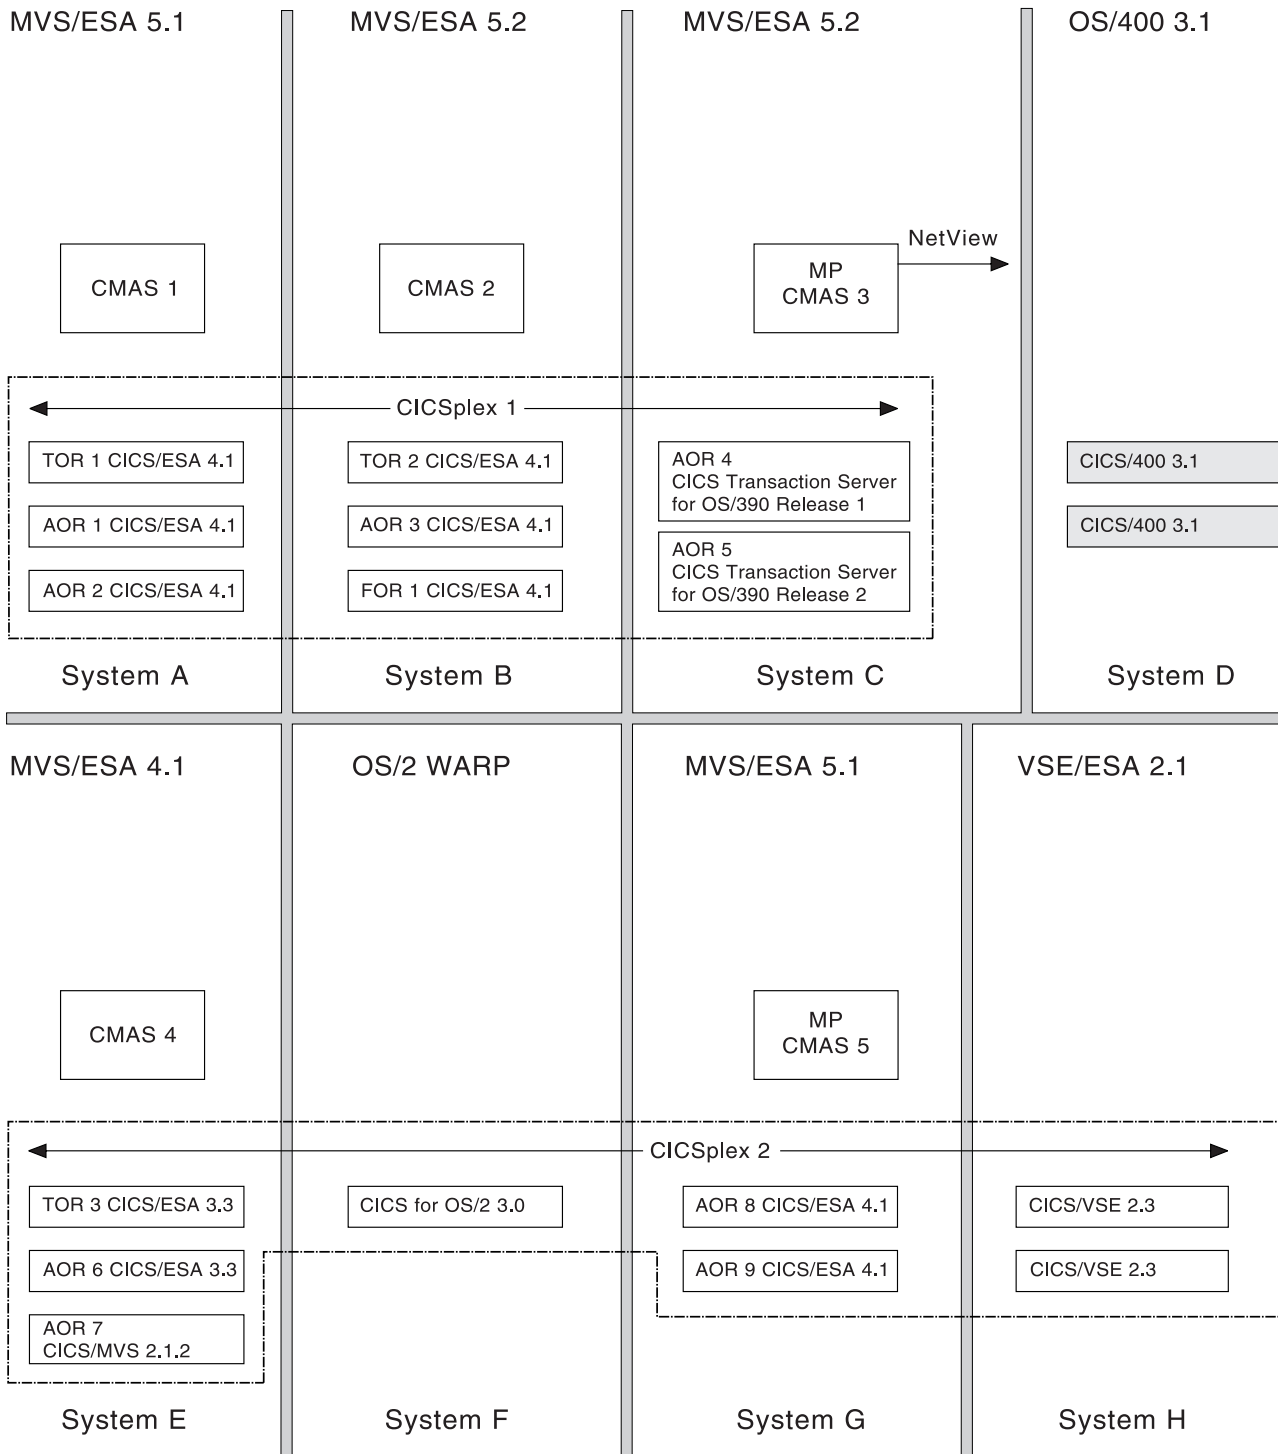 MVS/ESA 5.1
MVS/ESA 5.2
MVS/ESA 5.2
OS/400 3.1
NetView
CMAS 1
CMAS 2
MP
CMAS 3
CICSplex 1
TOR 1 CICS/ESA 4.1
AOR 1 CICS/ESA 4.1
AOR 2 CICS/ESA 4.1
TOR 2 CICS/ESA 4.1
AOR 3 CICS/ESA 4.1
FOR 1 CICS/ESA 4.1
AOR 4
CICS Transaction Server
for OS/390 Release 1
AOR 5
CICS Transaction Server
for OS/390 Release 2
CICS/400 3.1
CICS/400 3.1
System A
System B
System C
System D
MVS/ESA 4.1
OS/2 WARP
MVS/ESA 5.1
VSE/ESA 2.1
CMAS 4
MP
CMAS 5
CICSplex 2
TOR 3 CICS/ESA 3.3
AOR 6 CICS/ESA 3.3
AOR 7
CICS/MVS 2.1.2
CICS for OS/2 3.0
AOR 8 CICS/ESA 4.1
AOR 9 CICS/ESA 4.1
CICS/VSE 2.3
CICS/VSE 2.3
System E
System F
System G
System H